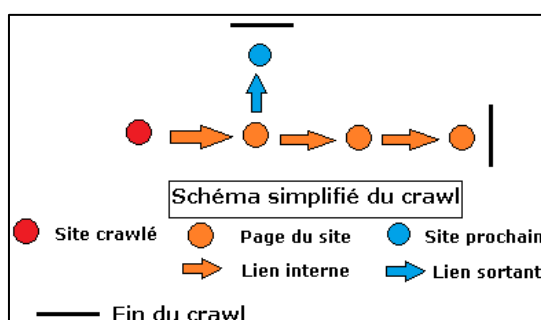 Schéma simplifié du crawl
Site crawlé Page du site Site prochain
Lien interne Lien sortant
Fin du crawl